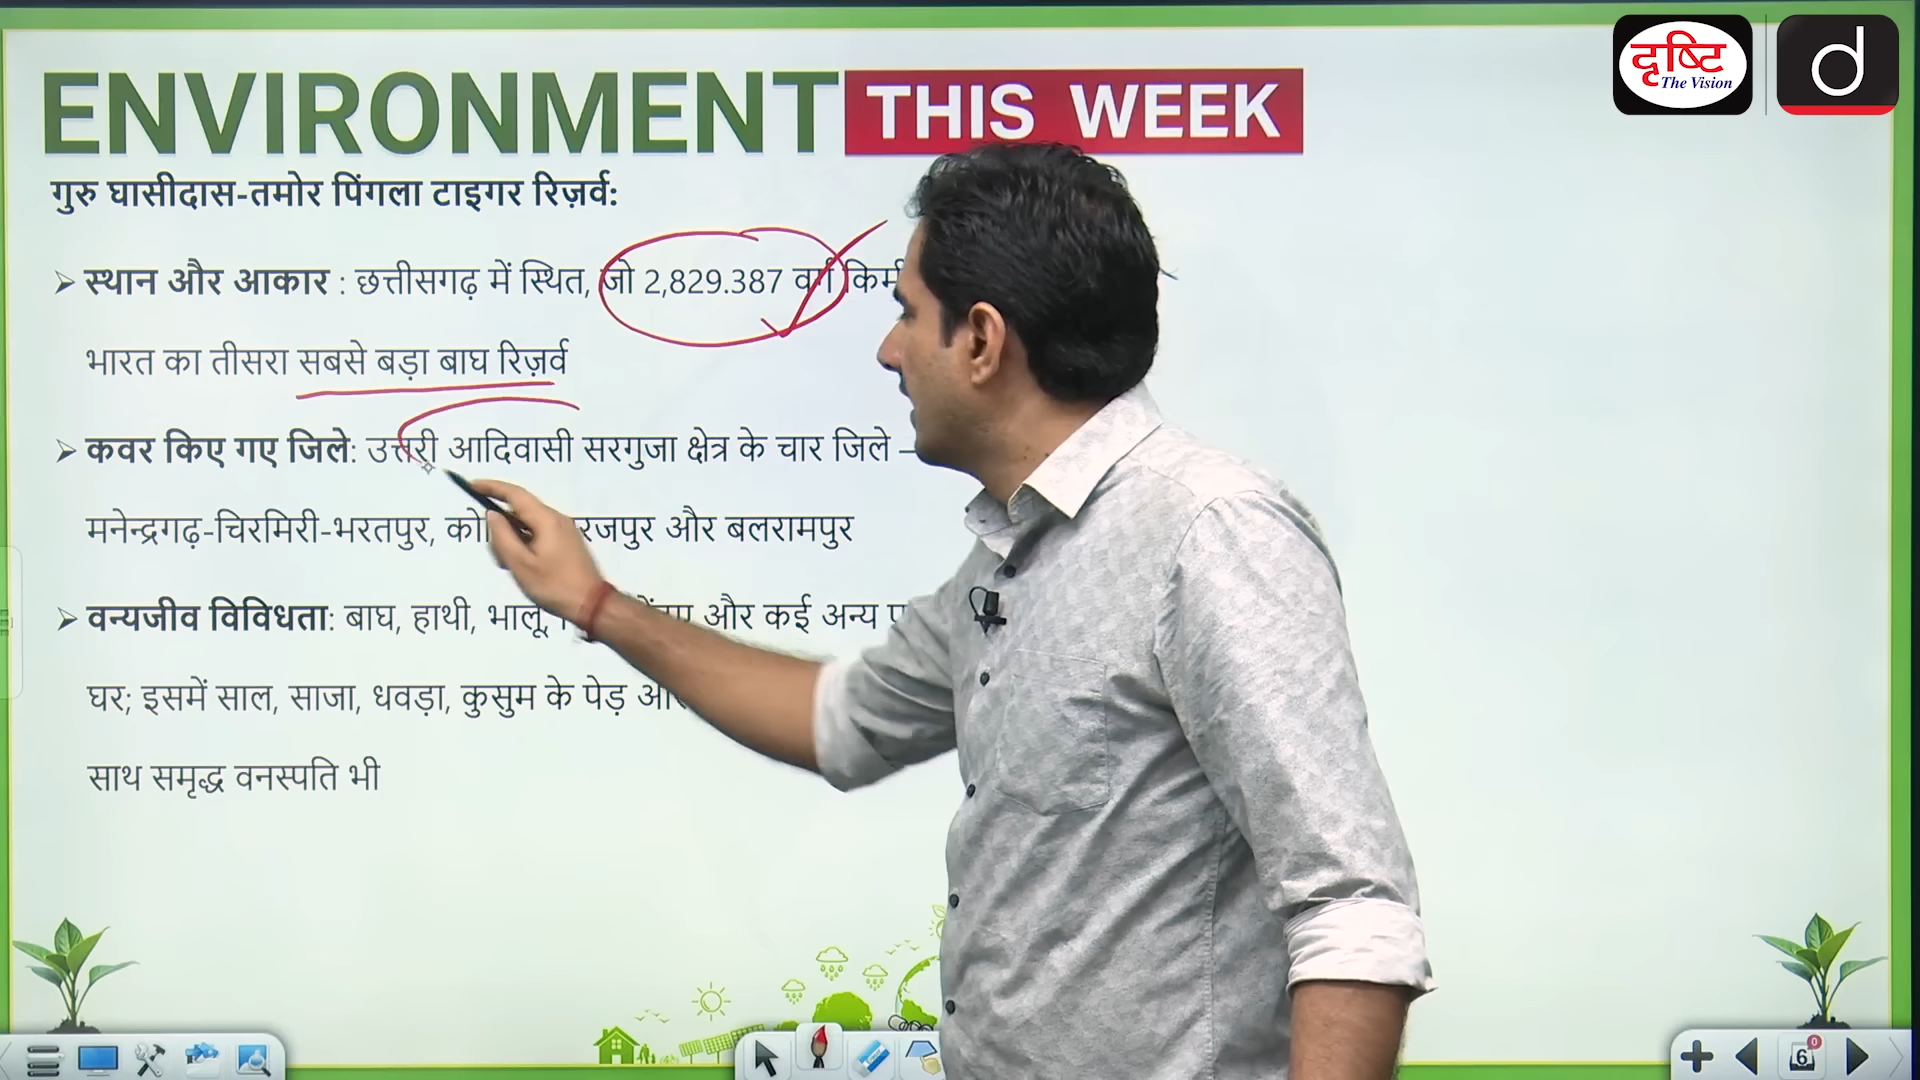 दृष्टि
The Vision
d
ENVIRONMENT THIS WEEK
गुरु घासीदास-तमोर पिंगला टाइगर रिज़र्व:
➢ स्थान और आकार : छत्तीसगढ़ में स्थित, जो 2,829.387 वर्ग
भारत का तीसरा सबसे बड़ा बाघ रिज़र्व
➢ कवर किए गए जिले: उत्तरी आदिवासी सरगुजा क्षेत्र के चार जिले –
मनेन्द्रगढ़-चिरमिरी-भरतपुर, और बलरामपुर
➢ वन्यजीव विविधता: बाघ, हाथी, भालू, और कई अन्य
घर; इसमें साल, साजा, धवड़ा, कुसुम के पेड़
साथ समृद्ध वनस्पति भी
6
0